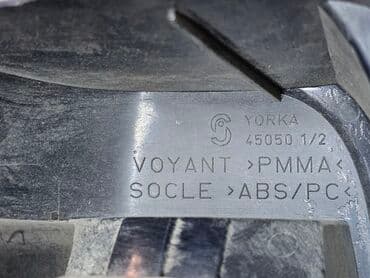 YORKA
45050 1/2
VOYANT >PMMA<
SOCLE >ABS/PC<